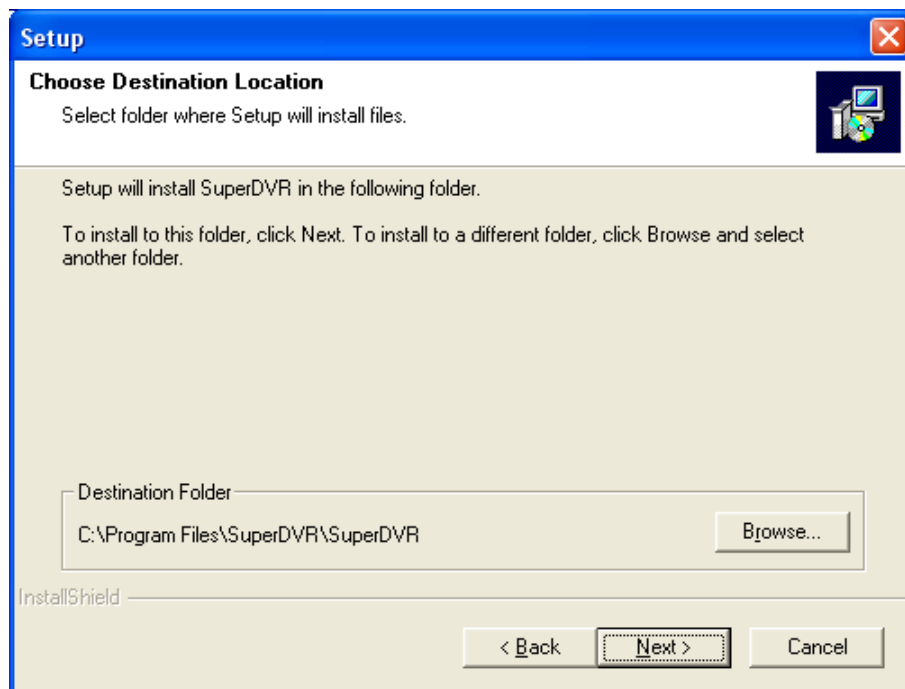 Setup
Choose Destination Location
Select folder where Setup will install files.
Setup will install SuperDVR in the following folder.
To install to this folder, click Next. To install to a different folder, click Browse and select
another folder.
Destination Folder
C:\Program Files\SuperDVR\SuperDVR
Browse...
InstallShield
< Back
Next >
Cancel